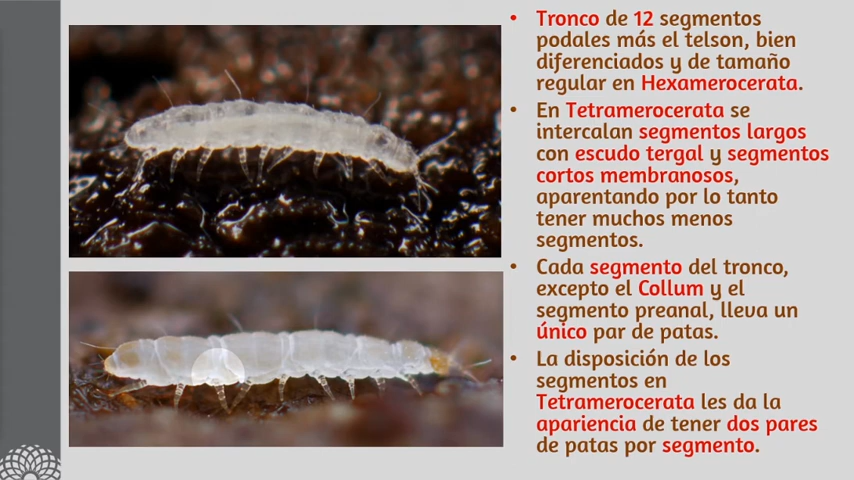 • Tronco de 12 segmentos
podales más el telson, bien
diferenciados y de tamaño
regular en Hexamerocerata.
• En Tetramerocerata se
intercalan segmentos largos
con escudo tergal y segmentos
cortos membranosos,
aparentando por lo tanto
tener muchos menos
segmentos.
• Cada segmento del tronco,
excepto el Collum y el
segmento preanal, lleva un
único par de patas.
• La disposición de los
segmentos en
Tetramerocerata les da la
apariencia de tener dos pares
de patas por segmento.